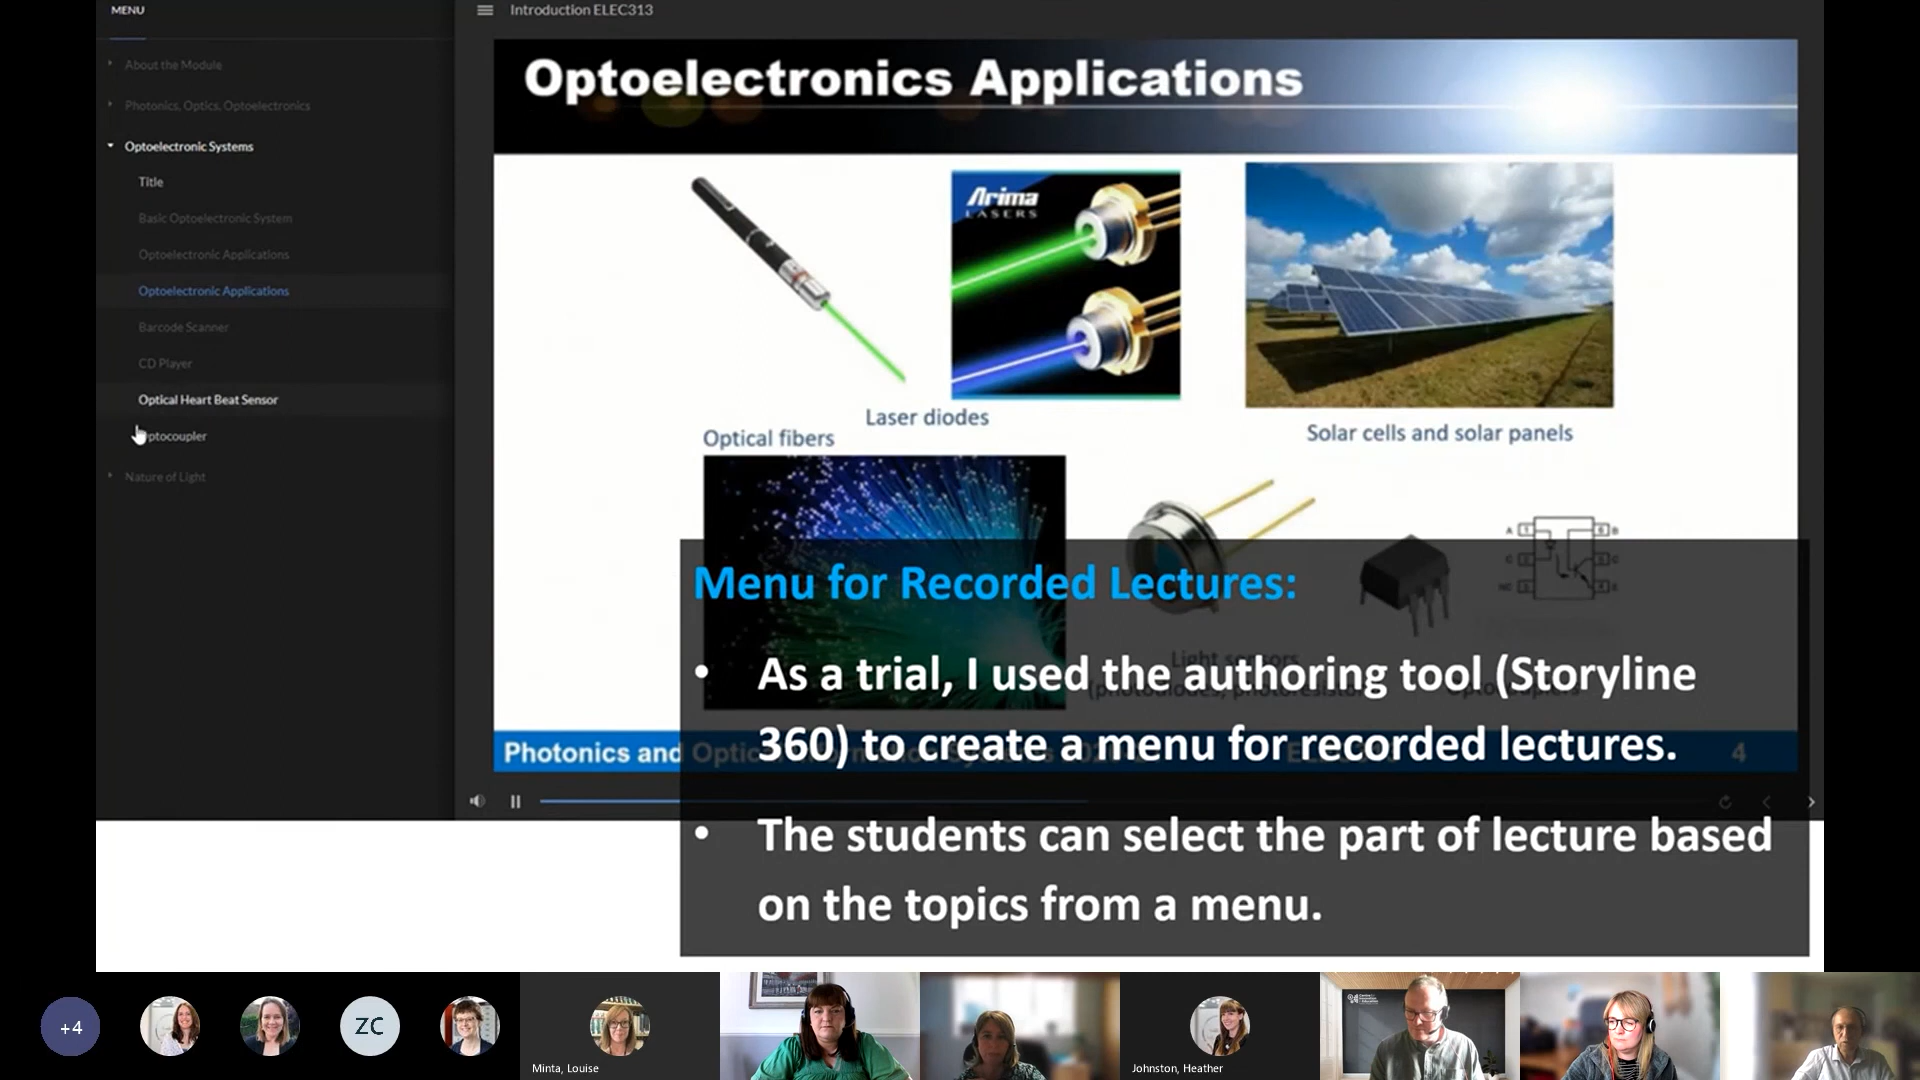 MENU
About the Module
Photonics, Optics, Optoelectronics
Optoelectronic Systems
Title
Basic Optoelectronic System
Optoelectronic Applications
Optoelectronic Applications
Barcode Scanner
CD Player
Optical Heart Beat Sensor
ptocoupler
Nature of Light
Introduction ELEC313
Optoelectronics Applications
Arima
LASERS
Laser diodes
Optical fibers
Solar cells and solar panels
Menu for Recorded Lectures:
• As a trial, I used the authoring tool (Storyline
360) to create a menu for recorded lectures.
• The students can select the part of lecture based
on the topics from a menu.
Photonics and
4
+4
ZC
Minta, Louise
Johnston, Heather